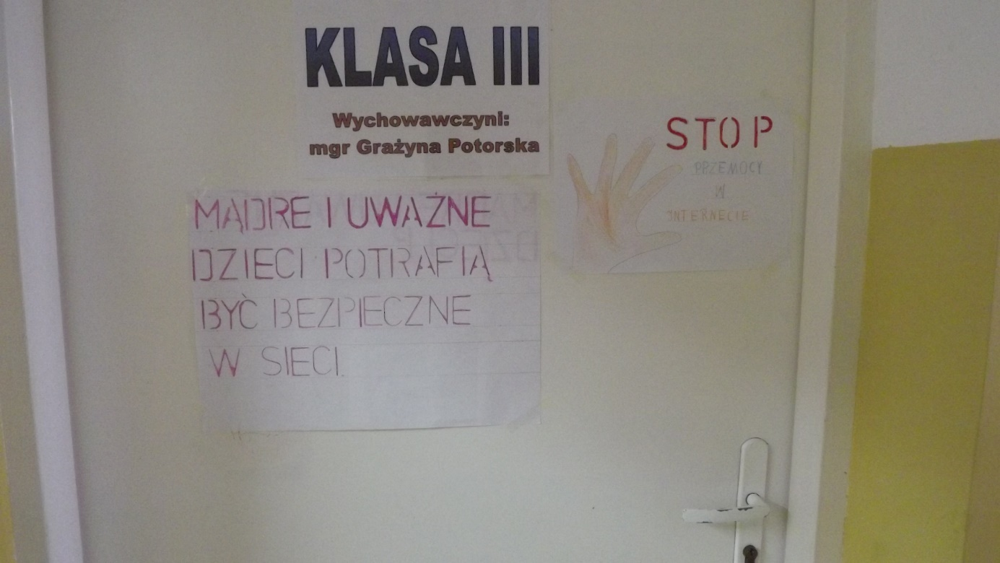 KLASA III
Wychowawczyni:
mgr Grażyna Potorska
MĄDRE I UWAŻNE
DZIECI POTRAFIĄ
BYĆ BEZPIECZNE
W SIECI.
STOP
PRZEMOCY
W
INTERNECIE